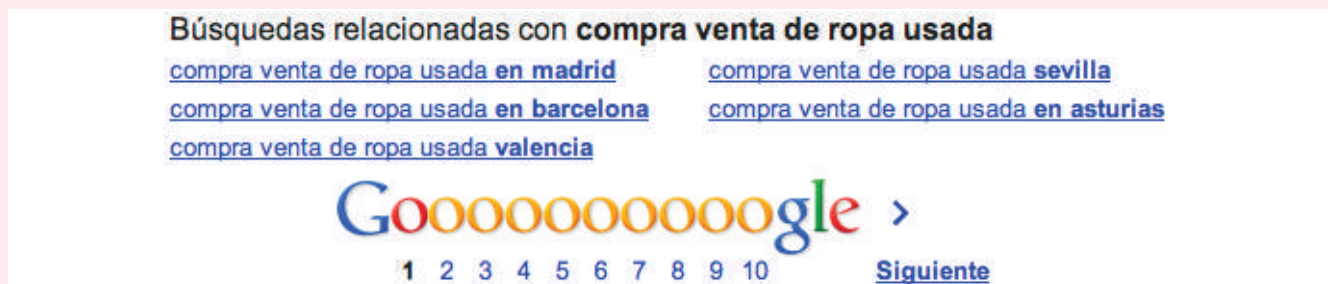 Búsquedas relacionadas con compra venta de ropa usada
compra venta de ropa usada en madrid compra venta de ropa usada sevilla
compra venta de ropa usada en barcelona compra venta de ropa usada en asturias
compra venta de ropa usada valencia
Goooooooooogle >
1 2 3 4 5 6 7 8 9 10 Siguiente